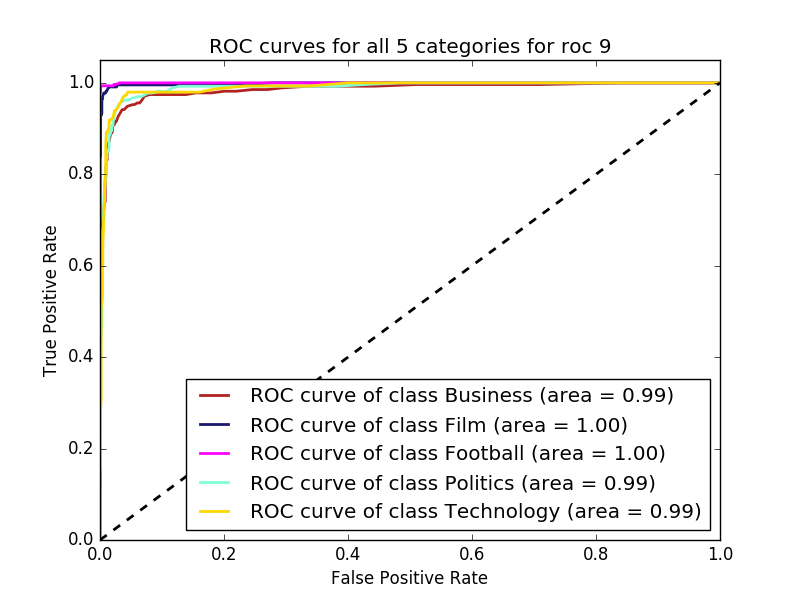 ROC curves for all 5 categories for roc 9
1.0
0.8
0.6
0.4
0.2
0.0
True Positive Rate
ROC curve of class Business (area = 0.99)
ROC curve of class Film (area = 1.00)
ROC curve of class Football (area = 1.00)
ROC curve of class Politics (area = 0.99)
ROC curve of class Technology (area = 0.99)
0.0 0.2 0.4 0.6 0.8 1.0
False Positive Rate